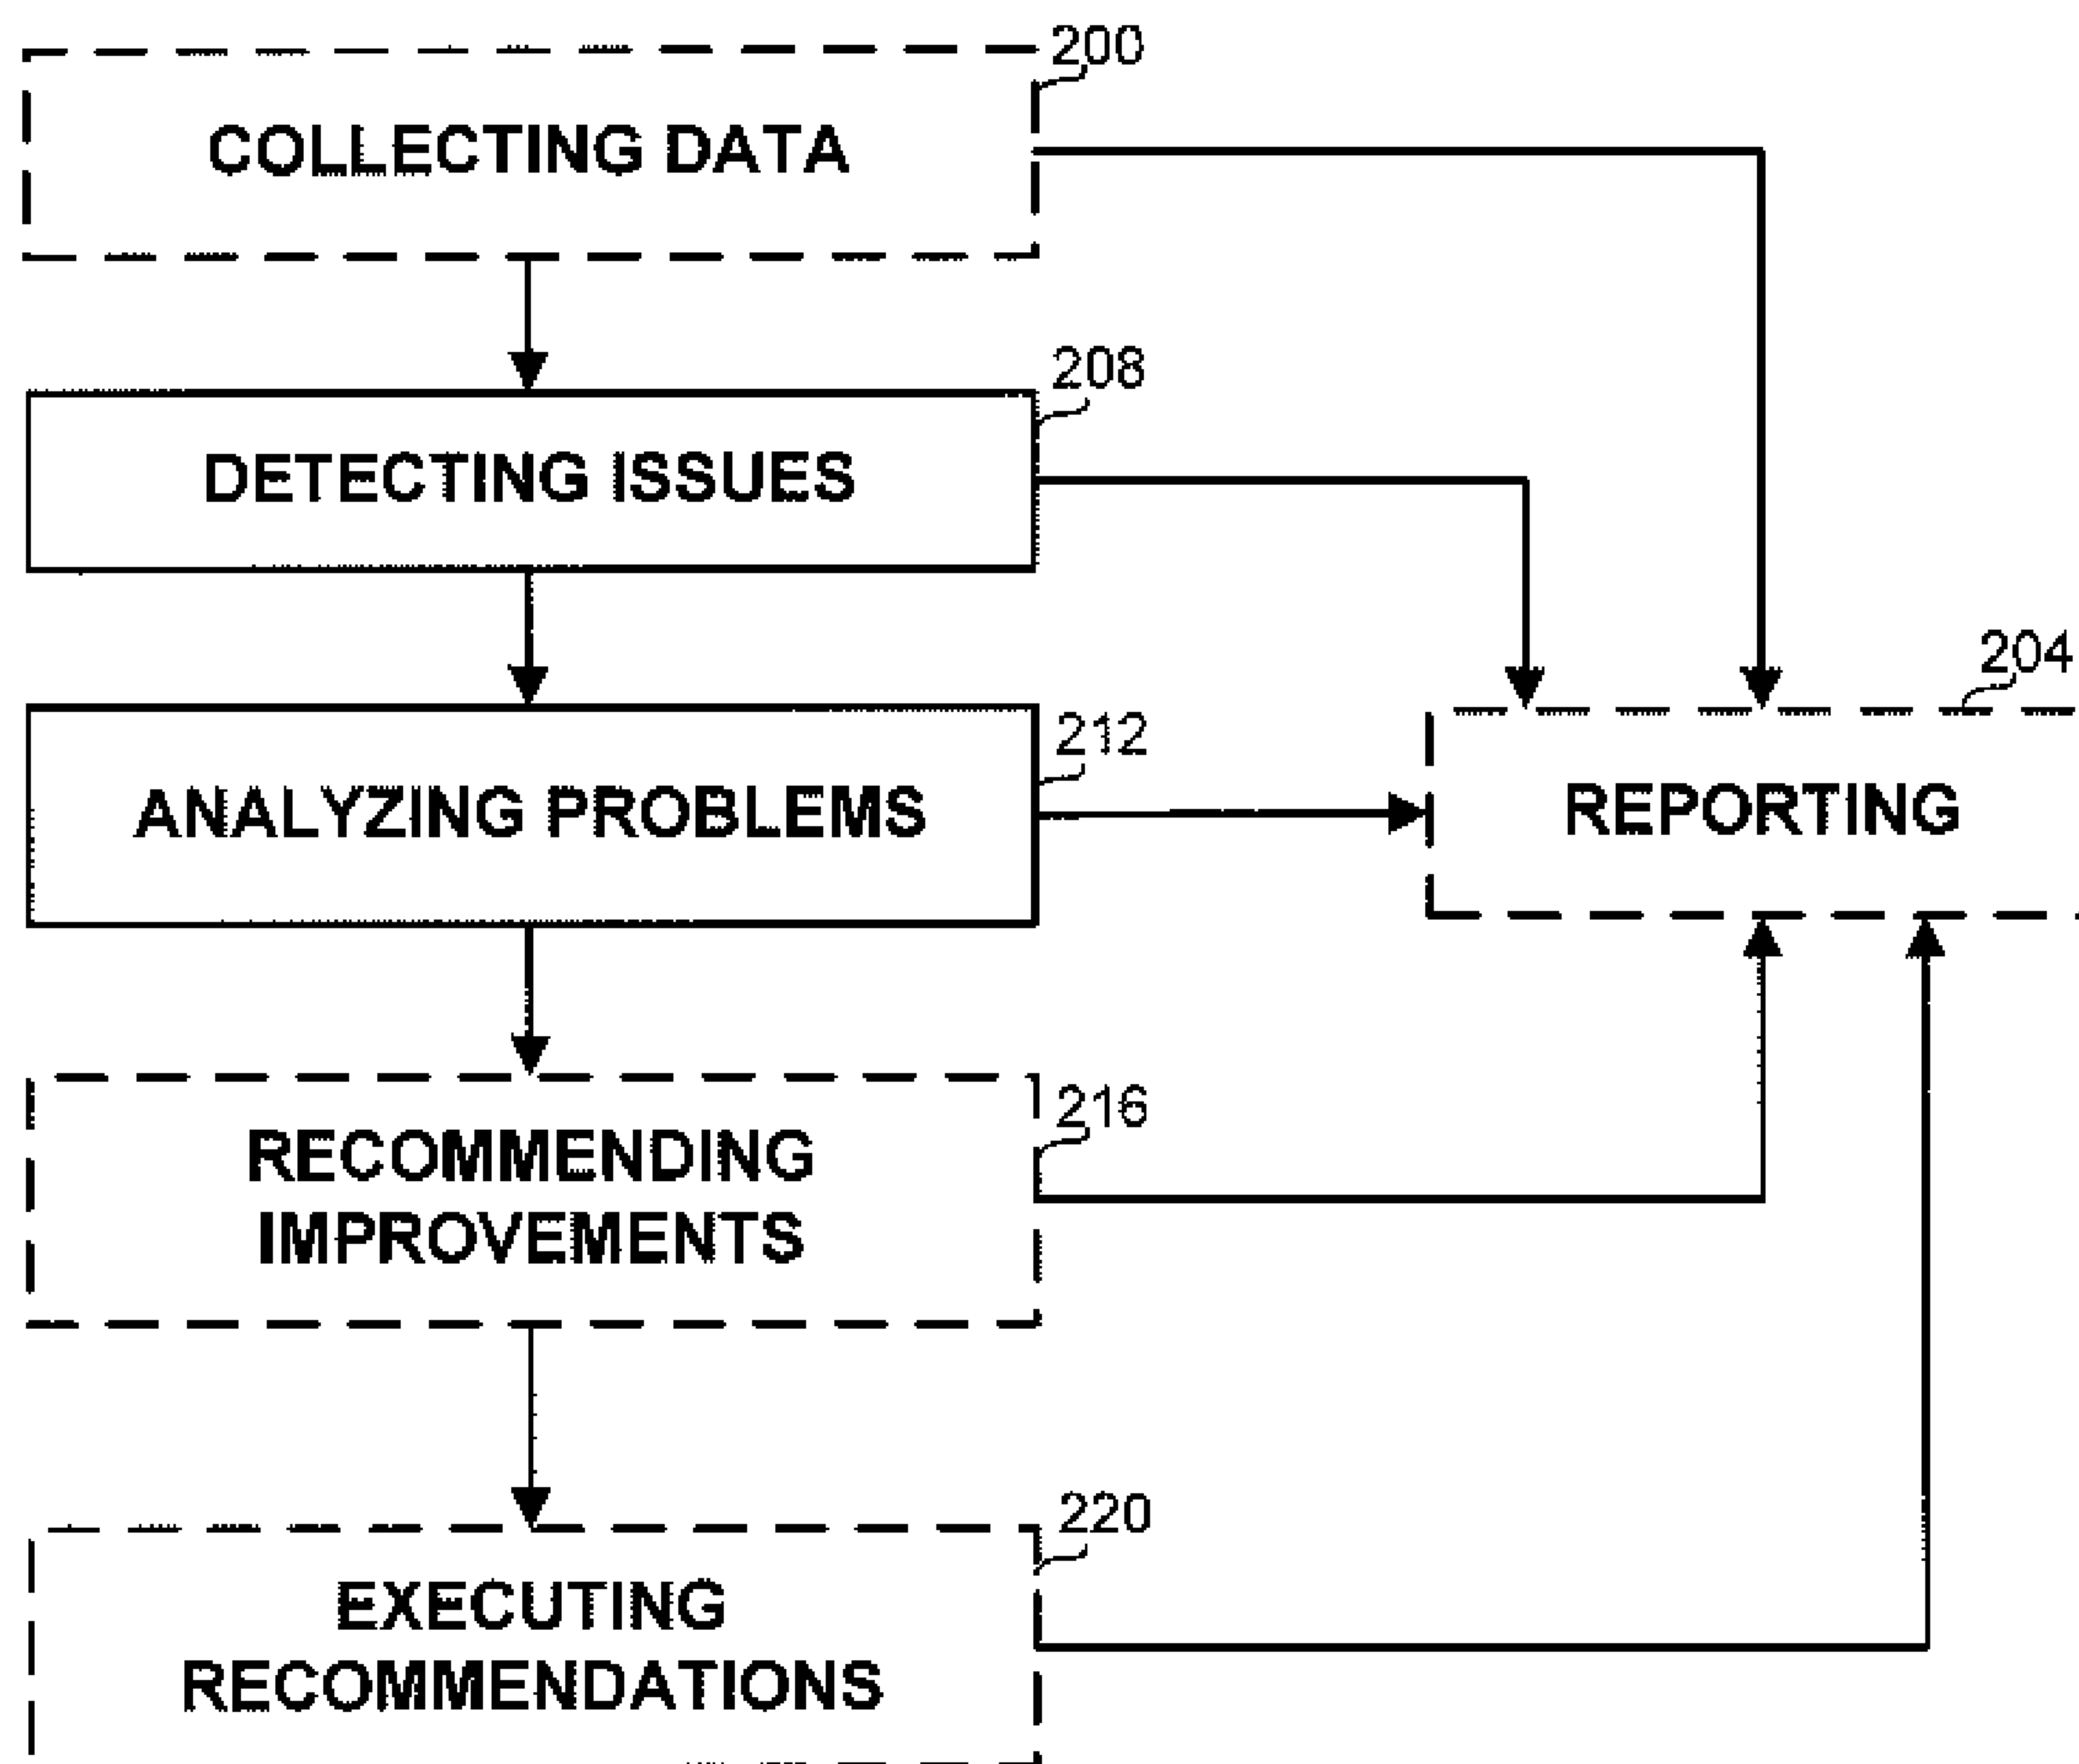 200
COLLECTING DATA
208
DETECTING ISSUES
204
212
ANALYZING PROBLEMS
REPORTING
216
RECOMMENDING
IMPROVEMENTS
220
EXECUTING
RECOMMENDATIONS